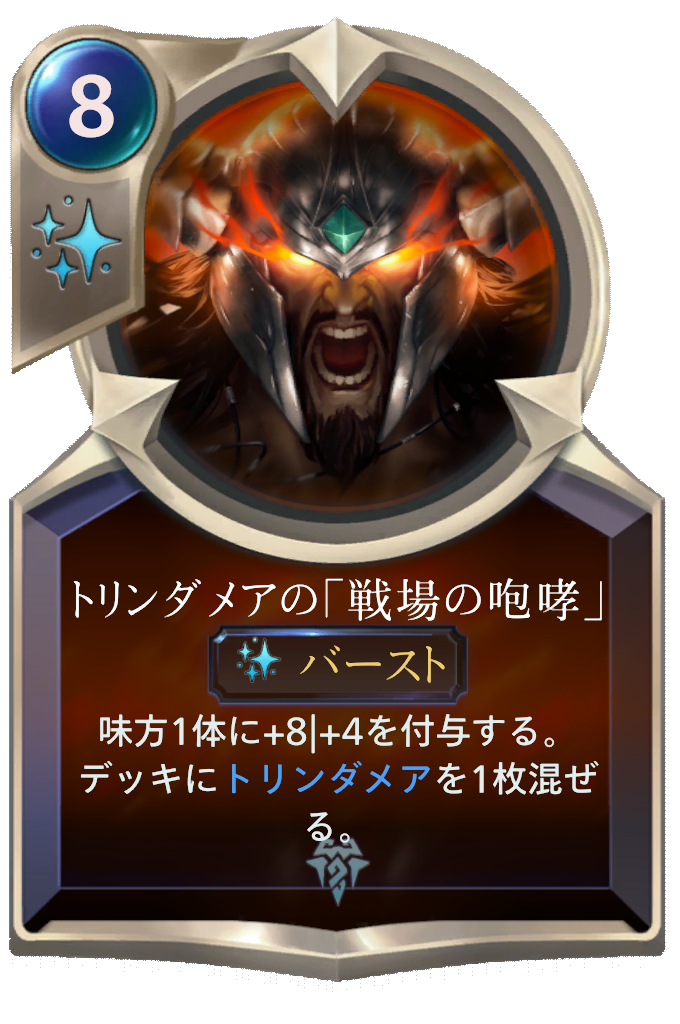 8
トリンダメアの「戦場の咆哮」
バースト
味方1体に+8|+4を付与する。
デッキにトリンダメアを1枚混ぜ
る。